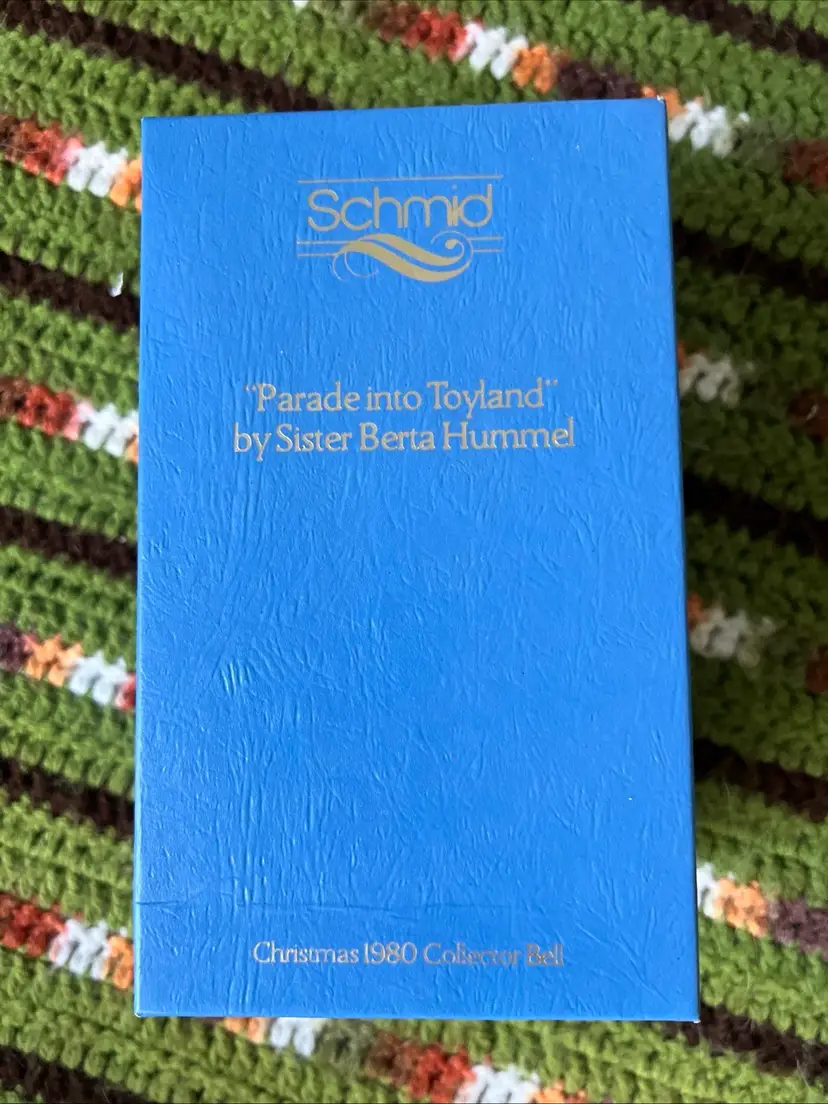 Schmid
"Parade into Toyland"
by Sister Berta Hummel
Christmas 1980 Collector Bell